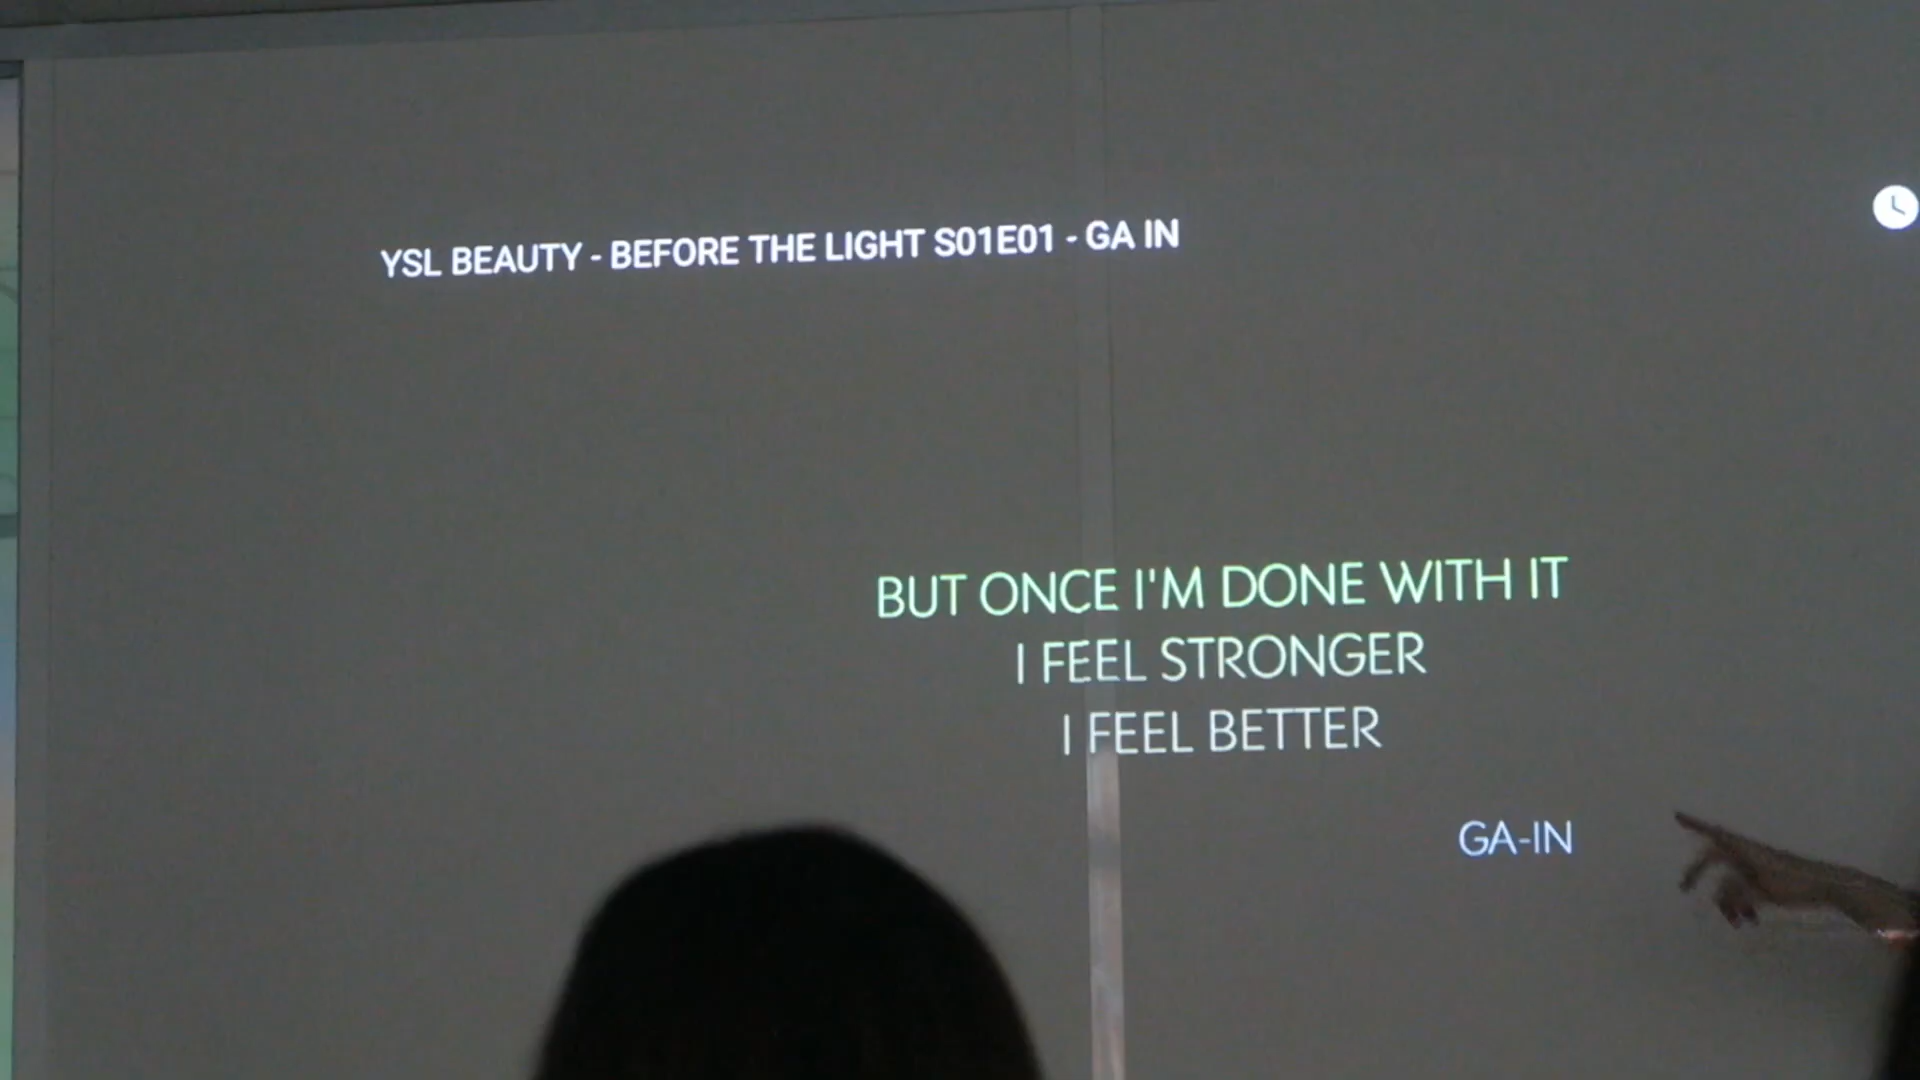 YSL BEAUTY - BEFORE THE LIGHT S01E01 - GA IN
BUT ONCE I'M DONE WITH IT
I FEEL STRONGER
I FEEL BETTER
GA-IN